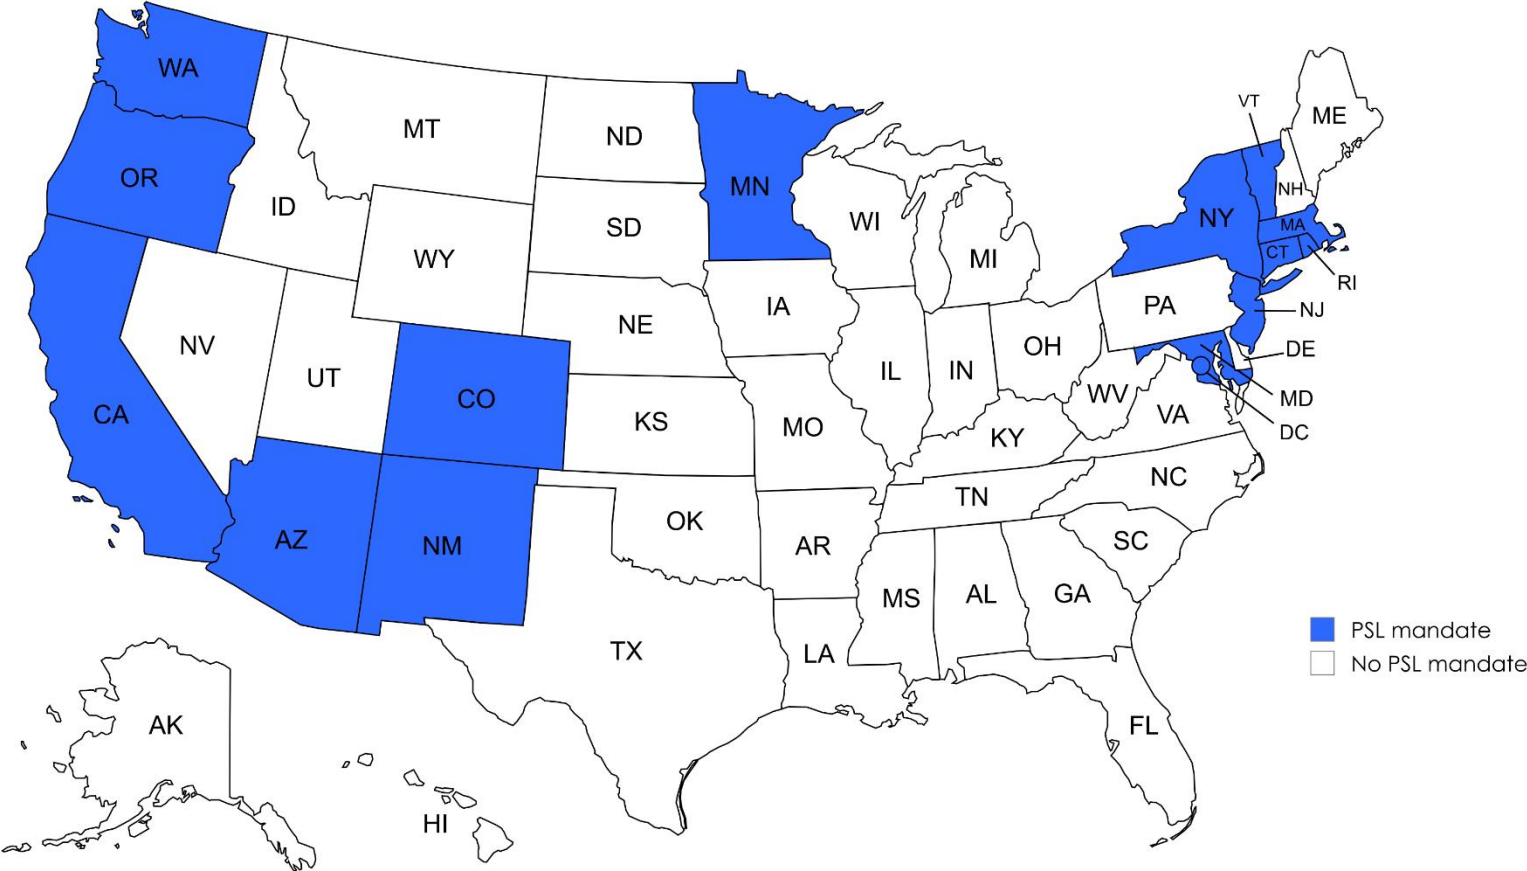 WA
MT
ND
MN
OR
ID
WY
SD
WI
MI
VT
ME
NH
NY
MA
CT
RI
NJ
PA
DE
MD
DC
NV
UT
CO
NE
IA
IL
IN
OH
WV
VA
CA
KS
MO
KY
NC
TN
AZ
NM
OK
AR
SC
MS
AL
GA
TX
LA
FL
AK
HI
PSL mandate
No PSL mandate